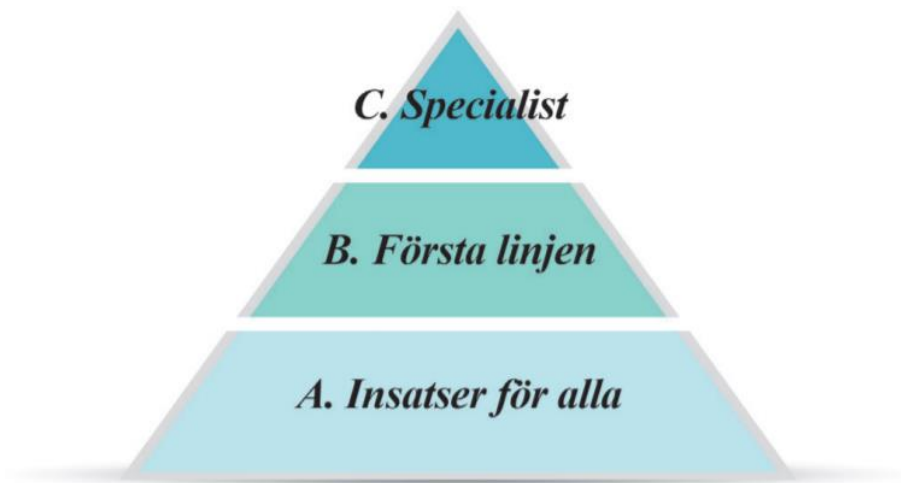 C. Specialist
B. Första linjen
A. Insatser för alla